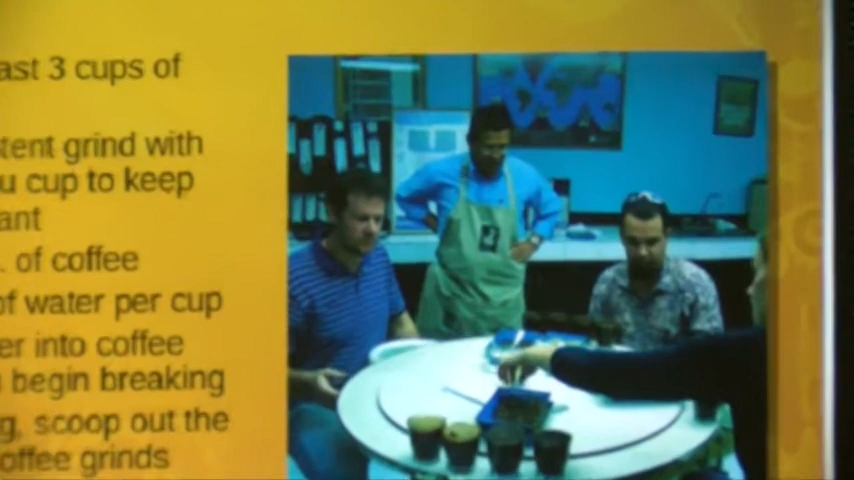 ast 3 cups of
tent grind with
u cup to keep
ant
. of coffee
of water per cup
er into coffee
begin breaking
g, scoop out the
offee grinds